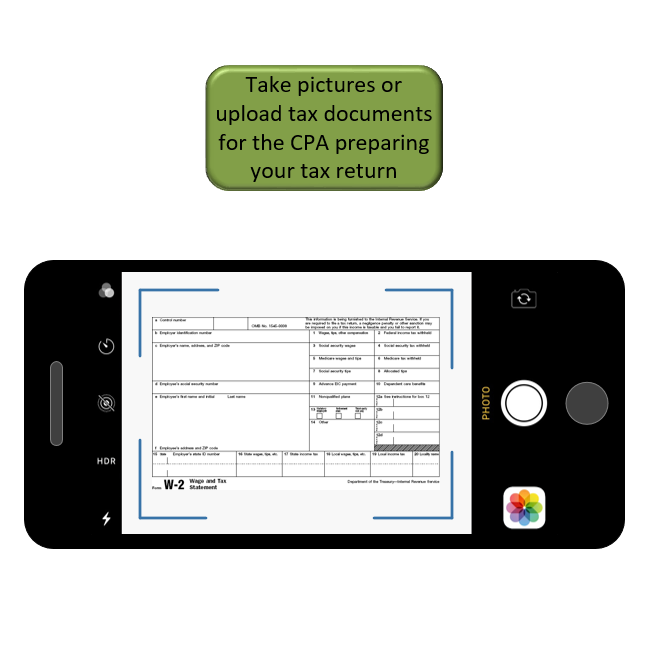 Take pictures or
upload tax documents
for the CPA preparing
your tax return
a Control number
OMB No. 1545-0008
This information is being furnished to the Internal Revenue Service. If you
are required to file a tax return, a negligence penalty or other sanction may
be imposed on you if this income is taxable and you fail to report it.
b Employer identification number
1 Wages, tips, other compensation
2 Federal income tax withheld
c Employer's name, address, and ZIP code
3 Social security wages
4 Social security tax withheld
5 Medicare wages and tips
6 Medicare tax withheld
7 Social security tips
8 Allocated tips
d Employee's social security number
9 Advance EIC payment
10 Dependent care benefits
e Employee's first name and initial Last name
11 Nonqualified plans
12a See instructions for box 12
13
12b
14 Other
12c
12d
f Employee's address and ZIP code
15 State Employer's state ID number
16 State wages, tips, etc.
17 State income tax
18 Local wages, tips, etc.
19 Local income tax
20 Locality name
Form W-2 Wage and Tax
Statement
Department of the Treasury—Internal Revenue Service
HDR
PHOTO